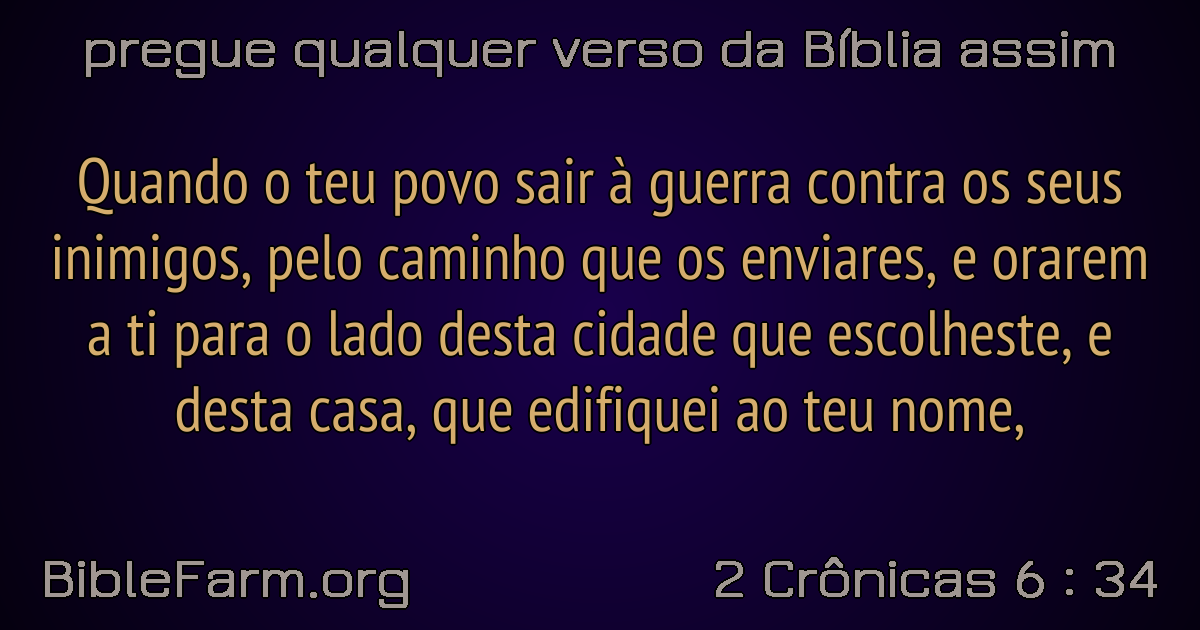 pregue qualquer verso da Bíblia assim
Quando o teu povo sair à guerra contra os seus
inimigos, pelo caminho que os enviares, e orarem
a ti para o lado desta cidade que escolheste, e
desta casa, que edifiquei ao teu nome,
BibleFarm.org
2 Crônicas 6 : 34